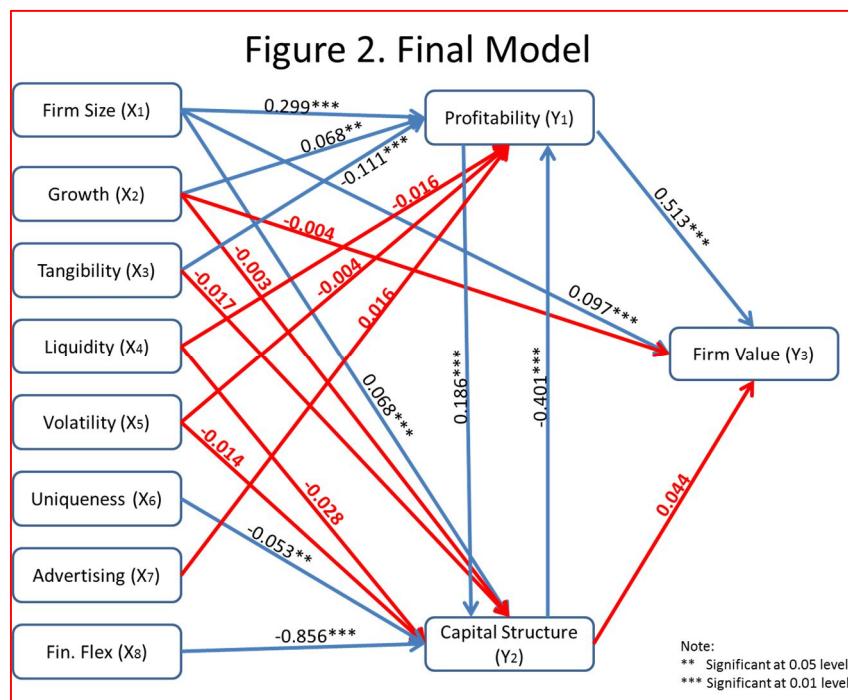 Figure 2. Final Model
Firm Size (X1)
Growth (X2)
Tangibility (X3)
Liquidity (X4)
Volatility (X5)
Uniqueness (X6)
Advertising (X7)
Fin. Flex (X8)
Profitability (Y1)
Capital Structure
(Y2)
Firm Value (Y3)
0.299***
0.068**
-0.111***
-0.016
-0.004
-0.003
-0.004
-0.017
0.016
0.513***
0.097***
0.186***
-0.401***
0.068***
-0.014
-0.028
0.044
-0.053**
-0.856***
Note:
** Significant at 0.05 level
*** Significant at 0.01 level